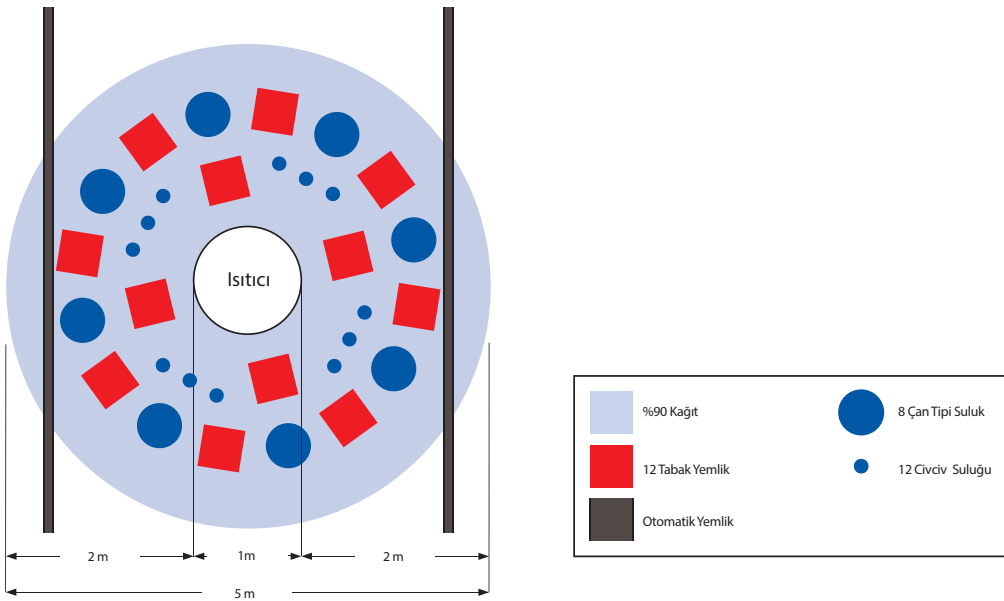 Isıtıcı
2 m
1m
2 m
5 m
%90 Kağıt
8 Çan Tipi Suluk
12 Tabak Yemlik
12 Civciv Suluğu
Otomatik Yemlik